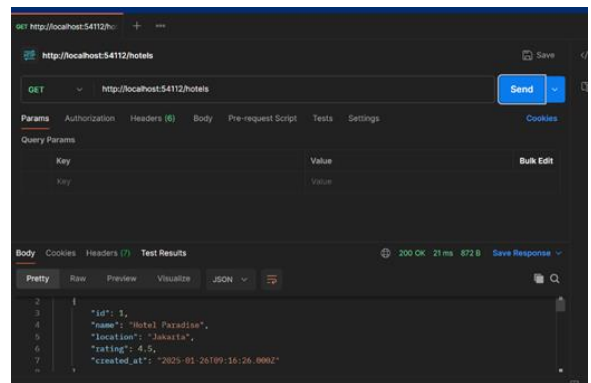 GET http://localhost:54112/ho
http://localhost:54112/hotels
Save
GET
http://localhost:54112/hotels
Send
Params Authorization Headers (6) Body Pre-request Script Tests Settings Cookies
Query Params
Key Value Bulk Edit
Key Value
Body Cookies Headers (7) Test Results 200 OK 21 ms 872 B Save Response
Pretty Raw Preview Visualize JSON
2 {
3 "id": 1,
4 "name": "Hotel Paradise",
5 "location": "Jakarta",
6 "rating": 4.5,
7 "created_at": "2025-01-26T09:16:26.000Z"